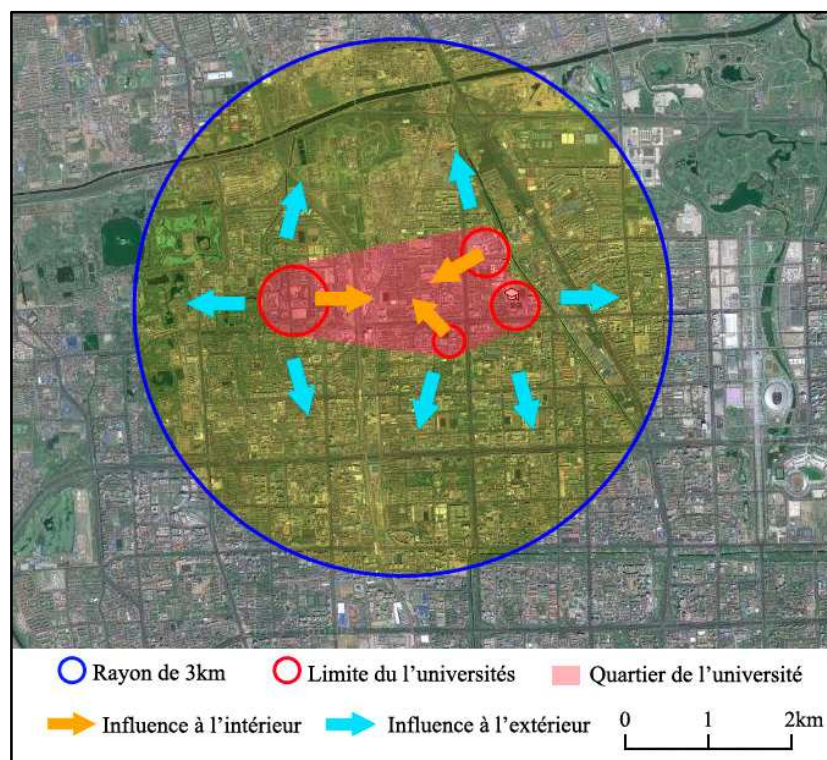 Rayon de 3km Limite du l’universités Quartier de l’université
Influence à l’intérieur Influence à l’extérieur 0 1 2km